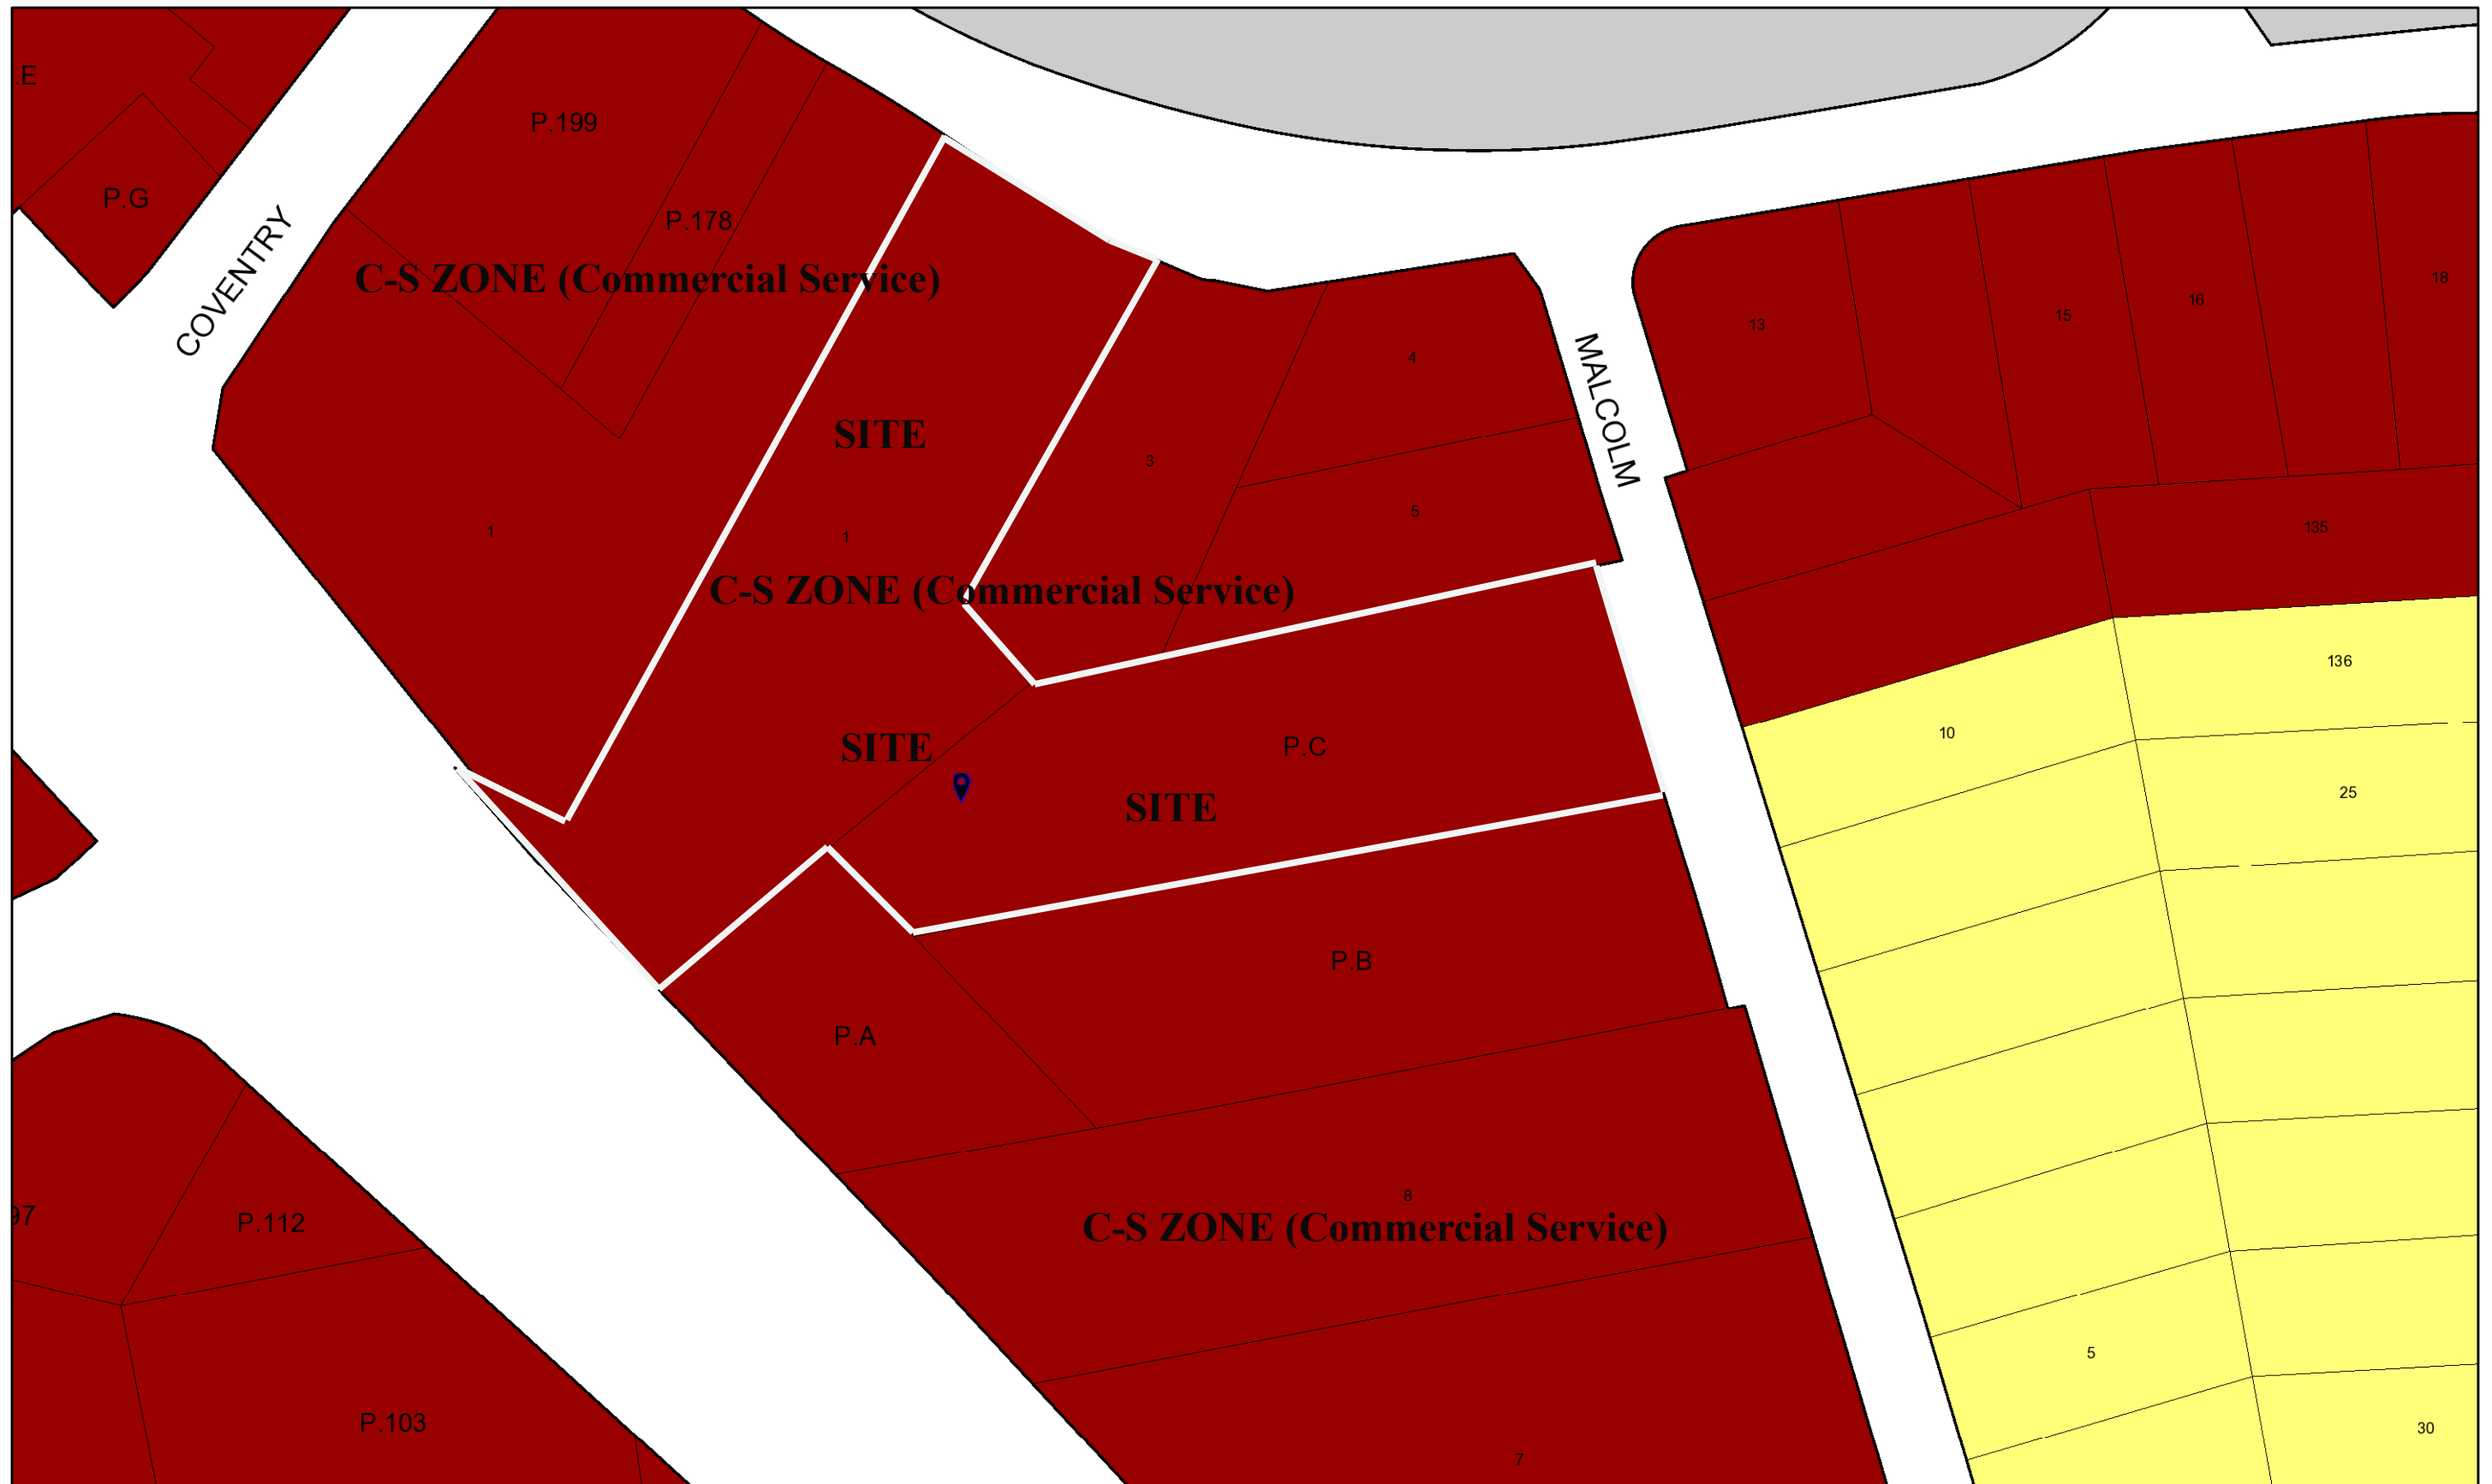 .E
P.199
P.G
P.178
COVENTRY
C-S ZONE (Commercial Service)
18
16
15
13
MALCOLM
4
SITE
3
5
1
1
135
C-S ZONE (Commercial Service)
136
10
SITE
P.C
25
SITE
P.B
P.A
8
97
P.112
C-S ZONE (Commercial Service)
5
P.103
30
7